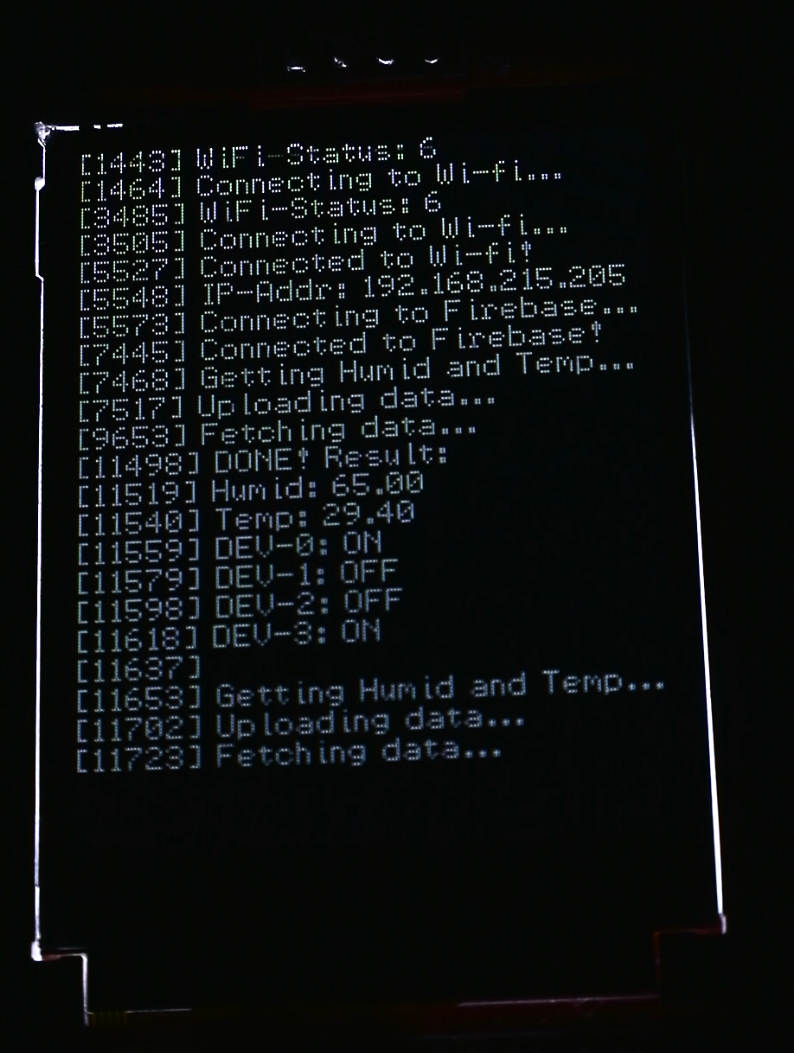 [1443] WiFi-Status: 6
[1464] Connecting to Wi-fi...
[3485] WiFi-Status: 6
[3505] Connecting to Wi-fi...
[5527] Connected to Wi-fi!
[5548] IP-Addr: 192.168.215.205
[5573] Connecting to Firebase...
[7445] Connected to Firebase!
[7468] Getting Humid and Temp...
[7517] Uploading data...
[9653] Fetching data...
[11498] DONE! Result:
[11519] Humid: 65.00
[11540] Temp: 29.40
[11559] DEV-0: ON
[11579] DEV-1: OFF
[11598] DEV-2: OFF
[11618] DEV-3: ON
[11637]
[11653] Getting Humid and Temp...
[11702] Uploading data...
[11723] Fetching data...